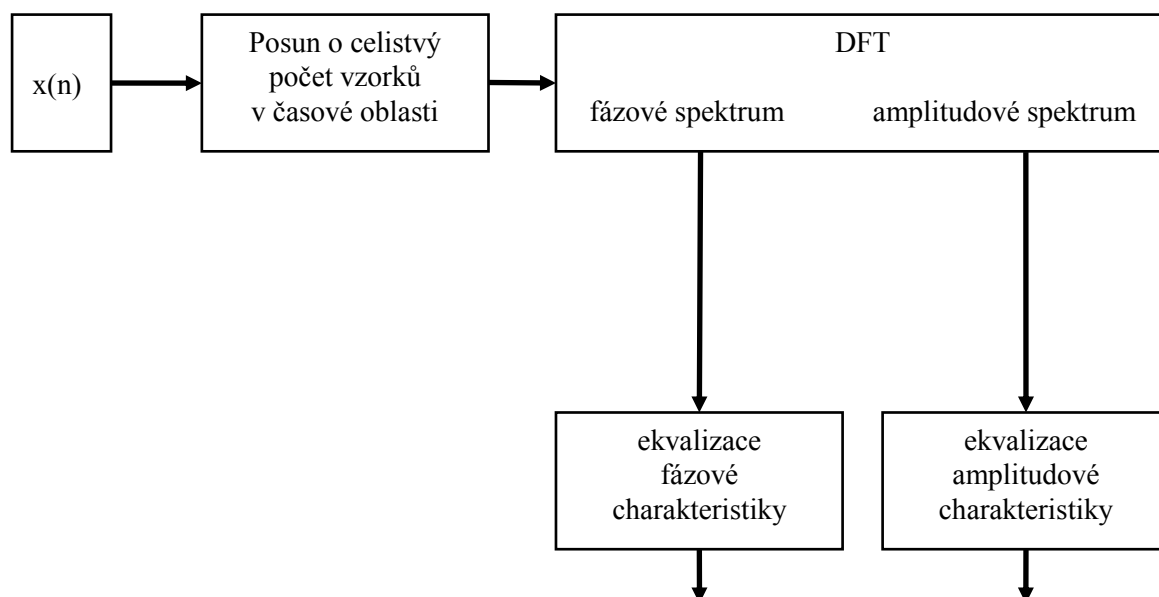 x(n)
Posun o celistvý
počet vzorků
v časové oblasti
DFT
fázové spektrum
amplitudové spektrum
ekvalizace
fázové
charakteristiky
ekvalizace
amplitudové
charakteristiky